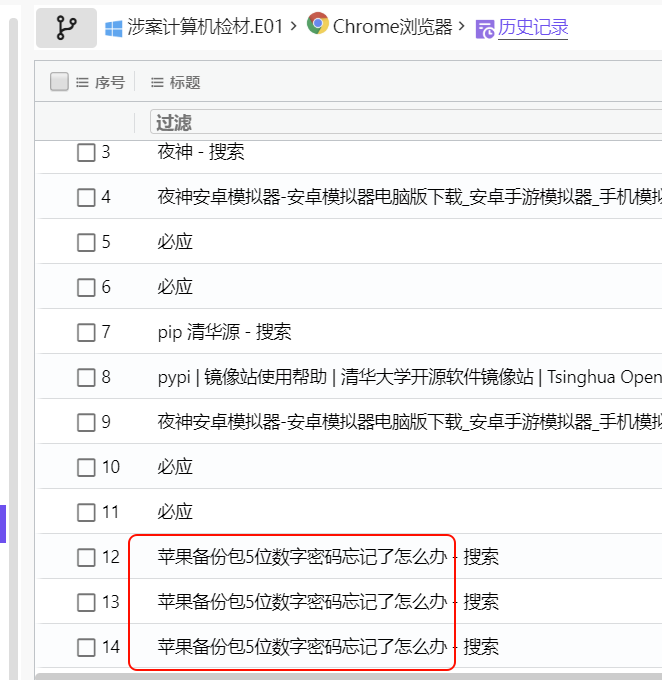 涉案计算机检材.E01 > Chrome浏览器 > 历史记录
序号 标题
过滤
3 夜神 - 搜索
4 夜神安卓模拟器-安卓模拟器电脑版下载_安卓手游模拟器_手机模拟
5 必应
6 必应
7 pip 清华源 - 搜索
8 pypi | 镜像站使用帮助 | 清华大学开源软件镜像站 | Tsinghua Open
9 夜神安卓模拟器-安卓模拟器电脑版下载_安卓手游模拟器_手机模拟
10 必应
11 必应
12 苹果备份包5位数字密码忘记了怎么办 - 搜索
13 苹果备份包5位数字密码忘记了怎么办 - 搜索
14 苹果备份包5位数字密码忘记了怎么办 - 搜索